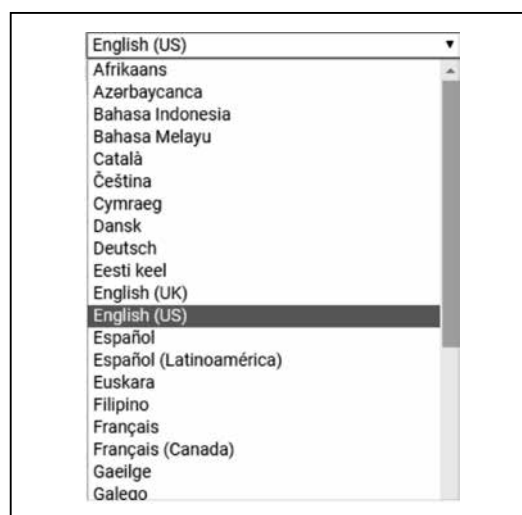 English (US)
Afrikaans
Azərbaycanca
Bahasa Indonesia
Bahasa Melayu
Català
Čeština
Cymraeg
Dansk
Deutsch
Eesti keel
English (UK)
English (US)
Español
Español (Latinoamérica)
Euskara
Filipino
Français
Français (Canada)
Gaeilge
Galego